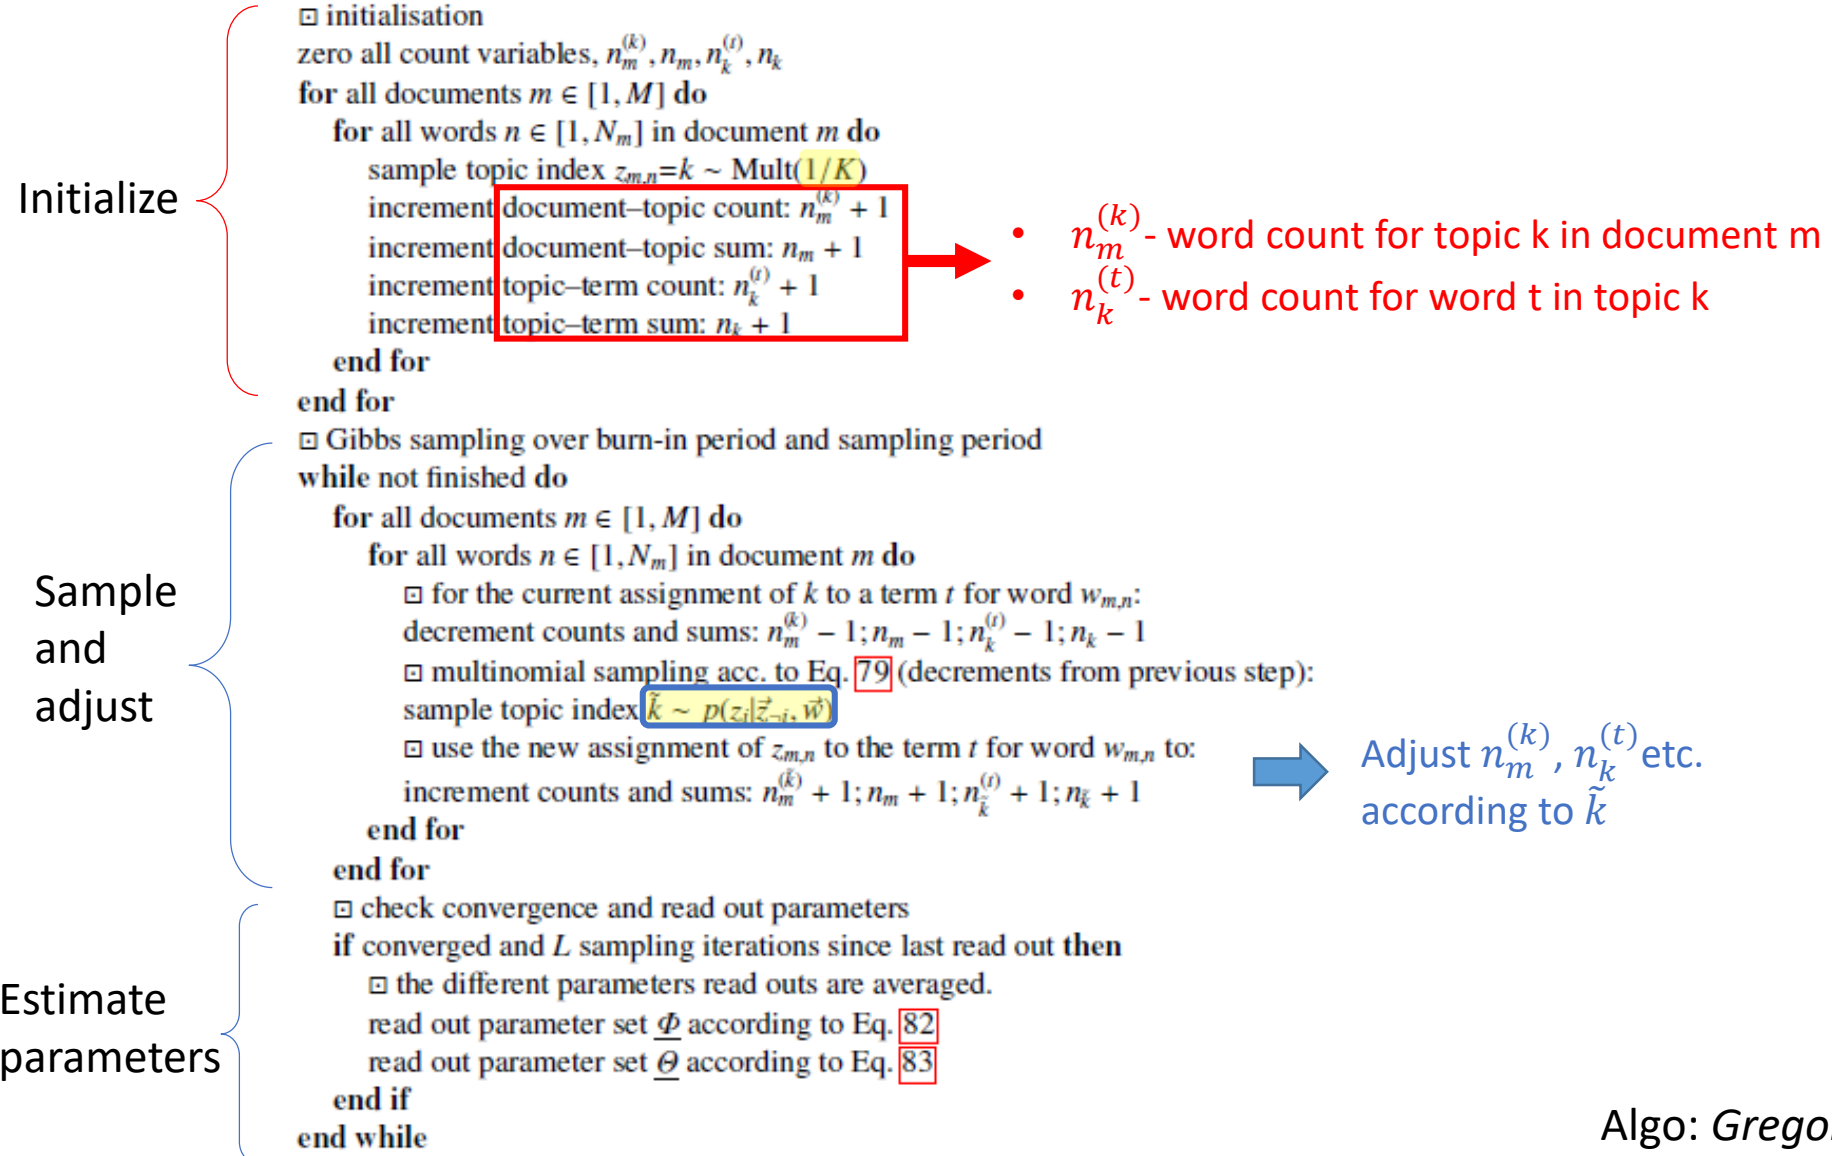 ⊡ initialisation
zero all count variables, n_m^(k), n_m, n_k^(t), n_k
for all documents m ∈ [1, M] do
for all words n ∈ [1, N_m] in document m do
sample topic index z_m,n=k ~ Mult(1/K)
increment document–topic count: n_m^(k) + 1
increment document–topic sum: n_m + 1
increment topic–term count: n_k^(t) + 1
increment topic–term sum: n_k + 1
end for
end for
Initialize
• n_m^(k) - word count for topic k in document m
• n_k^(t) - word count for word t in topic k
⊡ Gibbs sampling over burn-in period and sampling period
while not finished do
for all documents m ∈ [1, M] do
for all words n ∈ [1, N_m] in document m do
⊡ for the current assignment of k to a term t for word w_m,n:
decrement counts and sums: n_m^(k) − 1; n_m − 1; n_k^(t) − 1; n_k − 1
⊡ multinomial sampling acc. to Eq. 79 (decrements from previous step):
sample topic index k̃ ~ p(z_i|z⃗_¬i, w⃗)
⊡ use the new assignment of z_m,n to the term t for word w_m,n to:
increment counts and sums: n_m^(k̃) + 1; n_m + 1; n_k̃^(t) + 1; n_k̃ + 1
end for
end for
Sample
and
adjust
Adjust n_m^(k), n_k^(t) etc.
according to k̃
⊡ check convergence and read out parameters
if converged and L sampling iterations since last read out then
⊡ the different parameters read outs are averaged.
read out parameter set Φ according to Eq. 82
read out parameter set Θ according to Eq. 83
end if
end while
Estimate
parameters
Algo: Grego